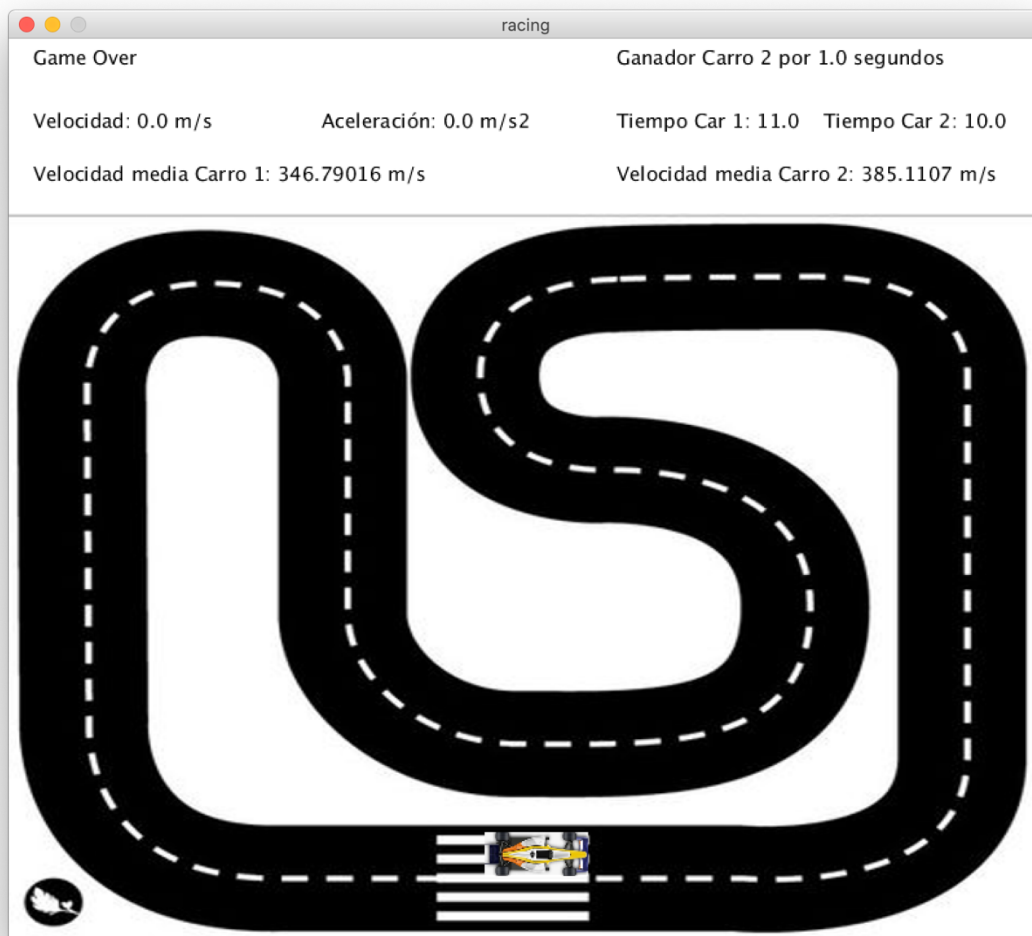 racing
Game Over
Ganador Carro 2 por 1.0 segundos
Velocidad: 0.0 m/s
Aceleración: 0.0 m/s2
Tiempo Car 1: 11.0
Tiempo Car 2: 10.0
Velocidad media Carro 1: 346.79016 m/s
Velocidad media Carro 2: 385.1107 m/s